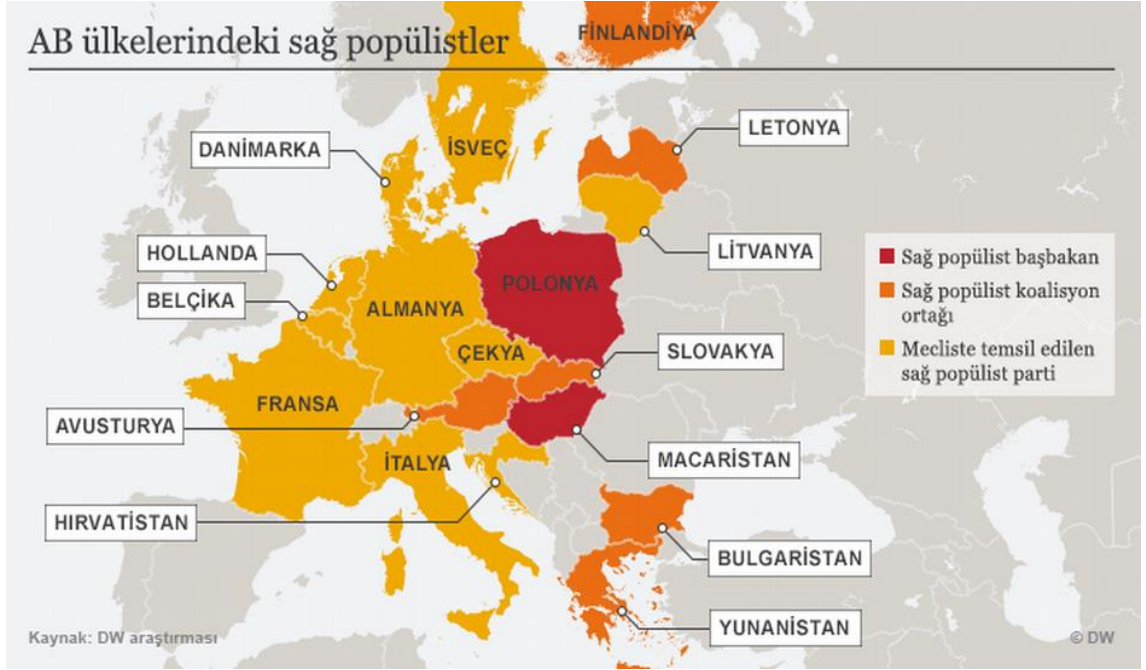 AB ülkelerindeki sağ popülistler
FİNLANDİYA
LETONYA
DANİMARKA
İSVEÇ
HOLLANDA
LİTVANYA
BELÇİKA
ALMANYA
POLONYA
Sağ popülist başbakan
Sağ popülist koalisyon
ortağı
Mecliste temsil edilen
sağ popülist parti
ÇEKYA
SLOVAKYA
FRANSA
AVUSTURYA
İTALYA
MACARİSTAN
HIRVATİSTAN
BULGARİSTAN
YUNANİSTAN
Kaynak: DW araştırması
© DW